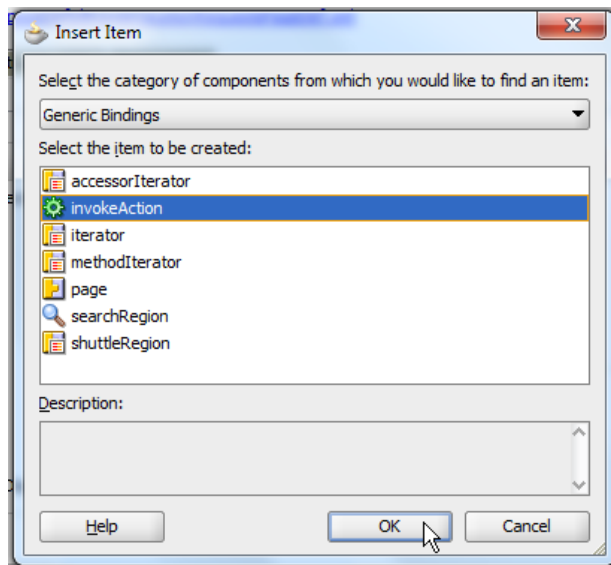 Insert Item
Select the category of components from which you would like to find an item:
Generic Bindings
Select the item to be created:
accessorIterator
invokeAction
iterator
methodIterator
page
searchRegion
shuttleRegion
Description:
Help
OK
Cancel